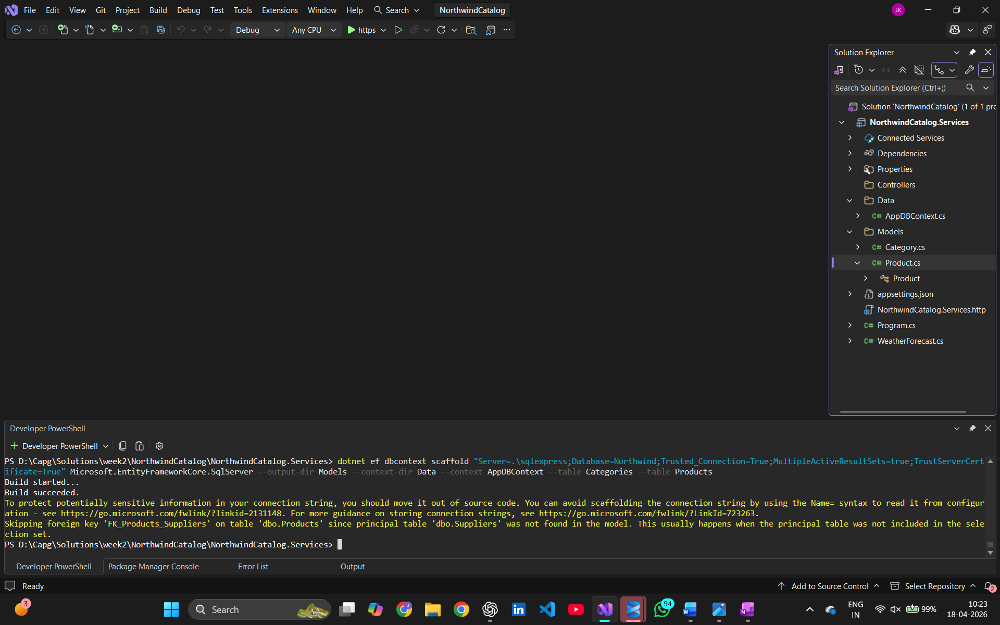 File Edit View Git Project Build Debug Test Tools Extensions Window Help Search NorthwindCatalog JK
Debug Any CPU https
Solution Explorer
Search Solution Explorer (Ctrl+;)
Solution 'NorthwindCatalog' (1 of 1 pro
NorthwindCatalog.Services
Connected Services
Dependencies
Properties
Controllers
Data
C# AppDBContext.cs
Models
C# Category.cs
C# Product.cs
Product
appsettings.json
NorthwindCatalog.Services.http
C# Program.cs
C# WeatherForecast.cs
Developer PowerShell
Developer PowerShell
PS D:\Capg\Solutions\week2\NorthwindCatalog\NorthwindCatalog.Services> dotnet ef dbcontext scaffold "Server=.\sqlexpress;Database=Northwind;Trusted_Connection=True;MultipleActiveResultSets=true;TrustServerCert
ificate=True" Microsoft.EntityFrameworkCore.SqlServer --output-dir Models --context-dir Data --context AppDBContext --table Categories --table Products
Build started...
Build succeeded.
To protect potentially sensitive information in your connection string, you should move it out of source code. You can avoid scaffolding the connection string by using the Name= syntax to read it from configur
ation - see https://go.microsoft.com/fwlink/?linkid=2131148. For more guidance on storing connection strings, see https://go.microsoft.com/fwlink/?LinkId=723263.
Skipping foreign key 'FK_Products_Suppliers' on table 'dbo.Products' since principal table 'dbo.Suppliers' was not found in the model. This usually happens when the principal table was not included in the sele
ction set.
PS D:\Capg\Solutions\week2\NorthwindCatalog\NorthwindCatalog.Services>
Developer PowerShell Package Manager Console Error List Output
Ready Add to Source Control Select Repository 2
3 Search 94 ENG IN 99% 10:23
18-04-2026